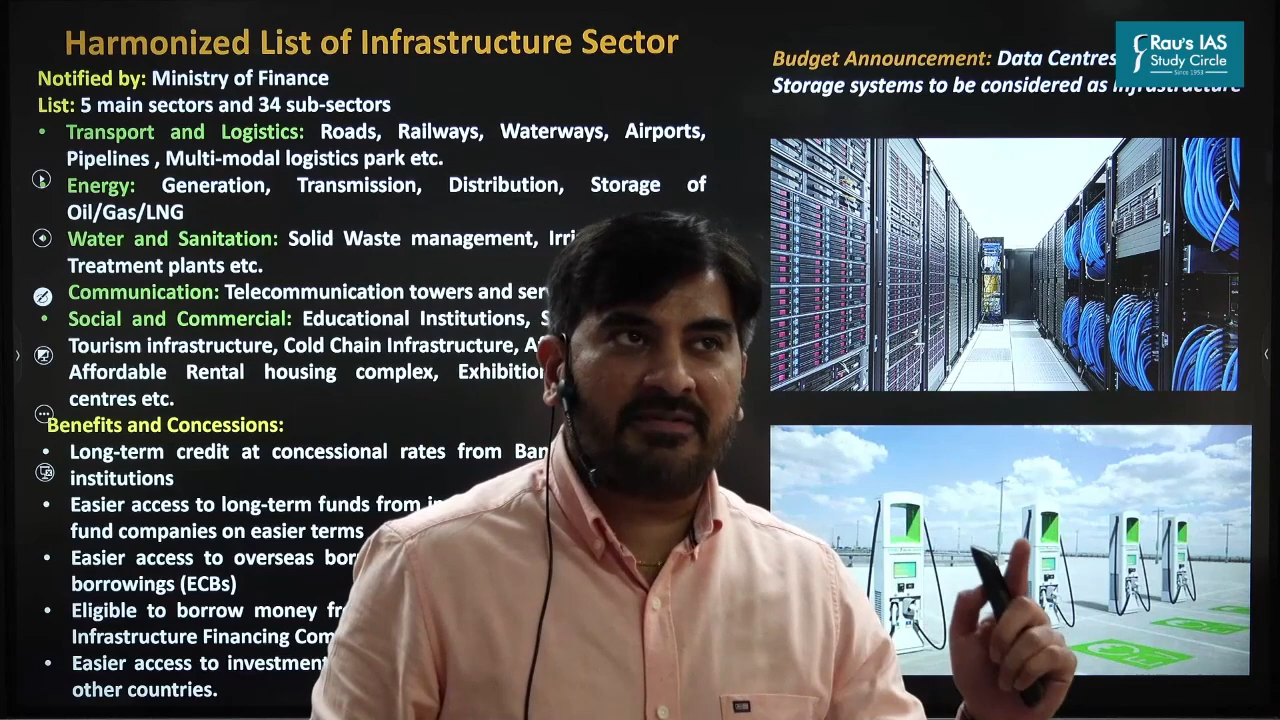 Harmonized List of Infrastructure Sector
Notified by: Ministry of Finance
List: 5 main sectors and 34 sub-sectors
• Transport and Logistics: Roads, Railways, Waterways, Airports,
Pipelines , Multi-modal logistics park etc.
Energy: Generation, Transmission, Distribution, Storage of
Oil/Gas/LNG
Water and Sanitation: Solid Waste management,
Treatment plants etc.
Communication: Telecommunication towers and
• Social and Commercial: Educational Institutions,
Tourism infrastructure, Cold Chain Infrastructure,
Affordable Rental housing complex,
centres etc.
Benefits and Concessions:
• Long-term credit at concessional rates from
institutions
• Easier access to long-term funds from
fund companies on easier terms
• Easier access to overseas
borrowings (ECBs)
• Eligible to borrow money
Infrastructure Financing
• Easier access to investment
other countries.
Budget Announcement: Data Centres
Storage systems to be considered as infrastructure
Rau's IAS
Study Circle
Since 1953